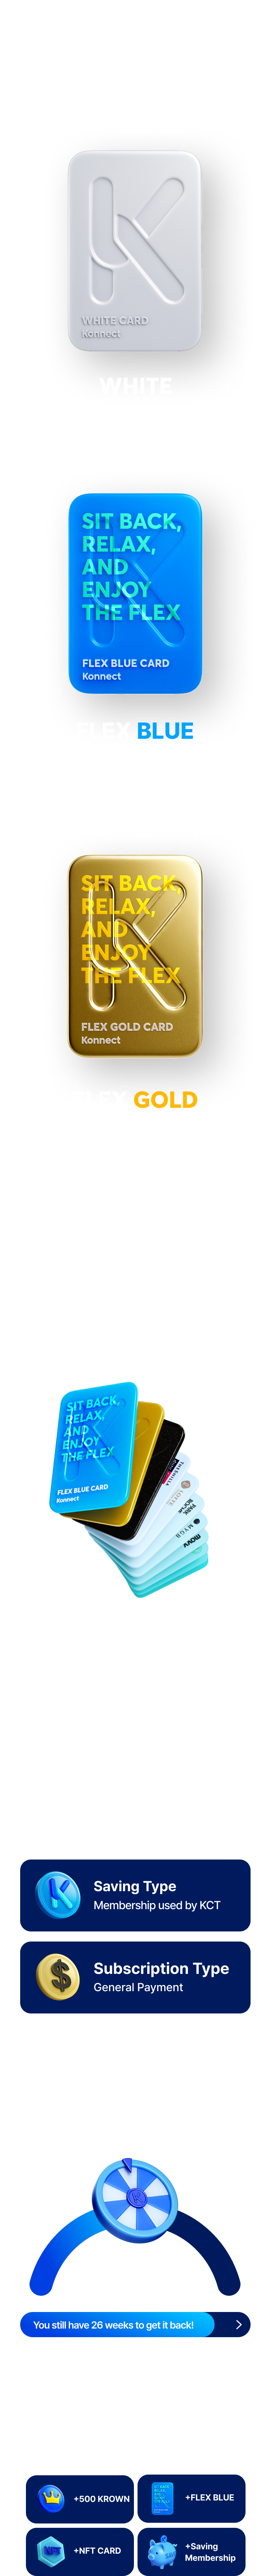 WHITE CARD
Konnect
WHITE
SIT BACK,
RELAX,
AND
ENJOY
THE FLEX
FLEX BLUE CARD
Konnect
FLEX BLUE
SIT BACK,
RELAX,
AND
ENJOY
THE FLEX
FLEX GOLD CARD
Konnect
FLEX GOLD
SIT BACK,
RELAX,
AND
ENJOY
THE FLEX
FLEX BLUE CARD
Konnect
Saving Type
Membership used by KCT
Subscription Type
General Payment
You still have 26 weeks to get it back!
+500 KROWN
+FLEX BLUE
NFT
+NFT CARD
+Saving
Membership